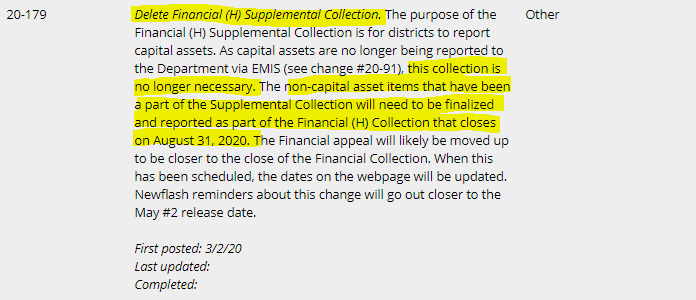 20-179 Delete Financial (H) Supplemental Collection. The purpose of the Other
Financial (H) Supplemental Collection is for districts to report
capital assets. As capital assets are no longer being reported to
the Department via EMIS (see change #20-91), this collection is
no longer necessary. The non-capital asset items that have been
a part of the Supplemental Collection will need to be finalized
and reported as part of the Financial (H) Collection that closes
on August 31, 2020. The Financial appeal will likely be moved up
to be closer to the close of the Financial Collection. When this
has been scheduled, the dates on the webpage will be updated.
Newflash reminders about this change will go out closer to the
May #2 release date.
First posted: 3/2/20
Last updated:
Completed: